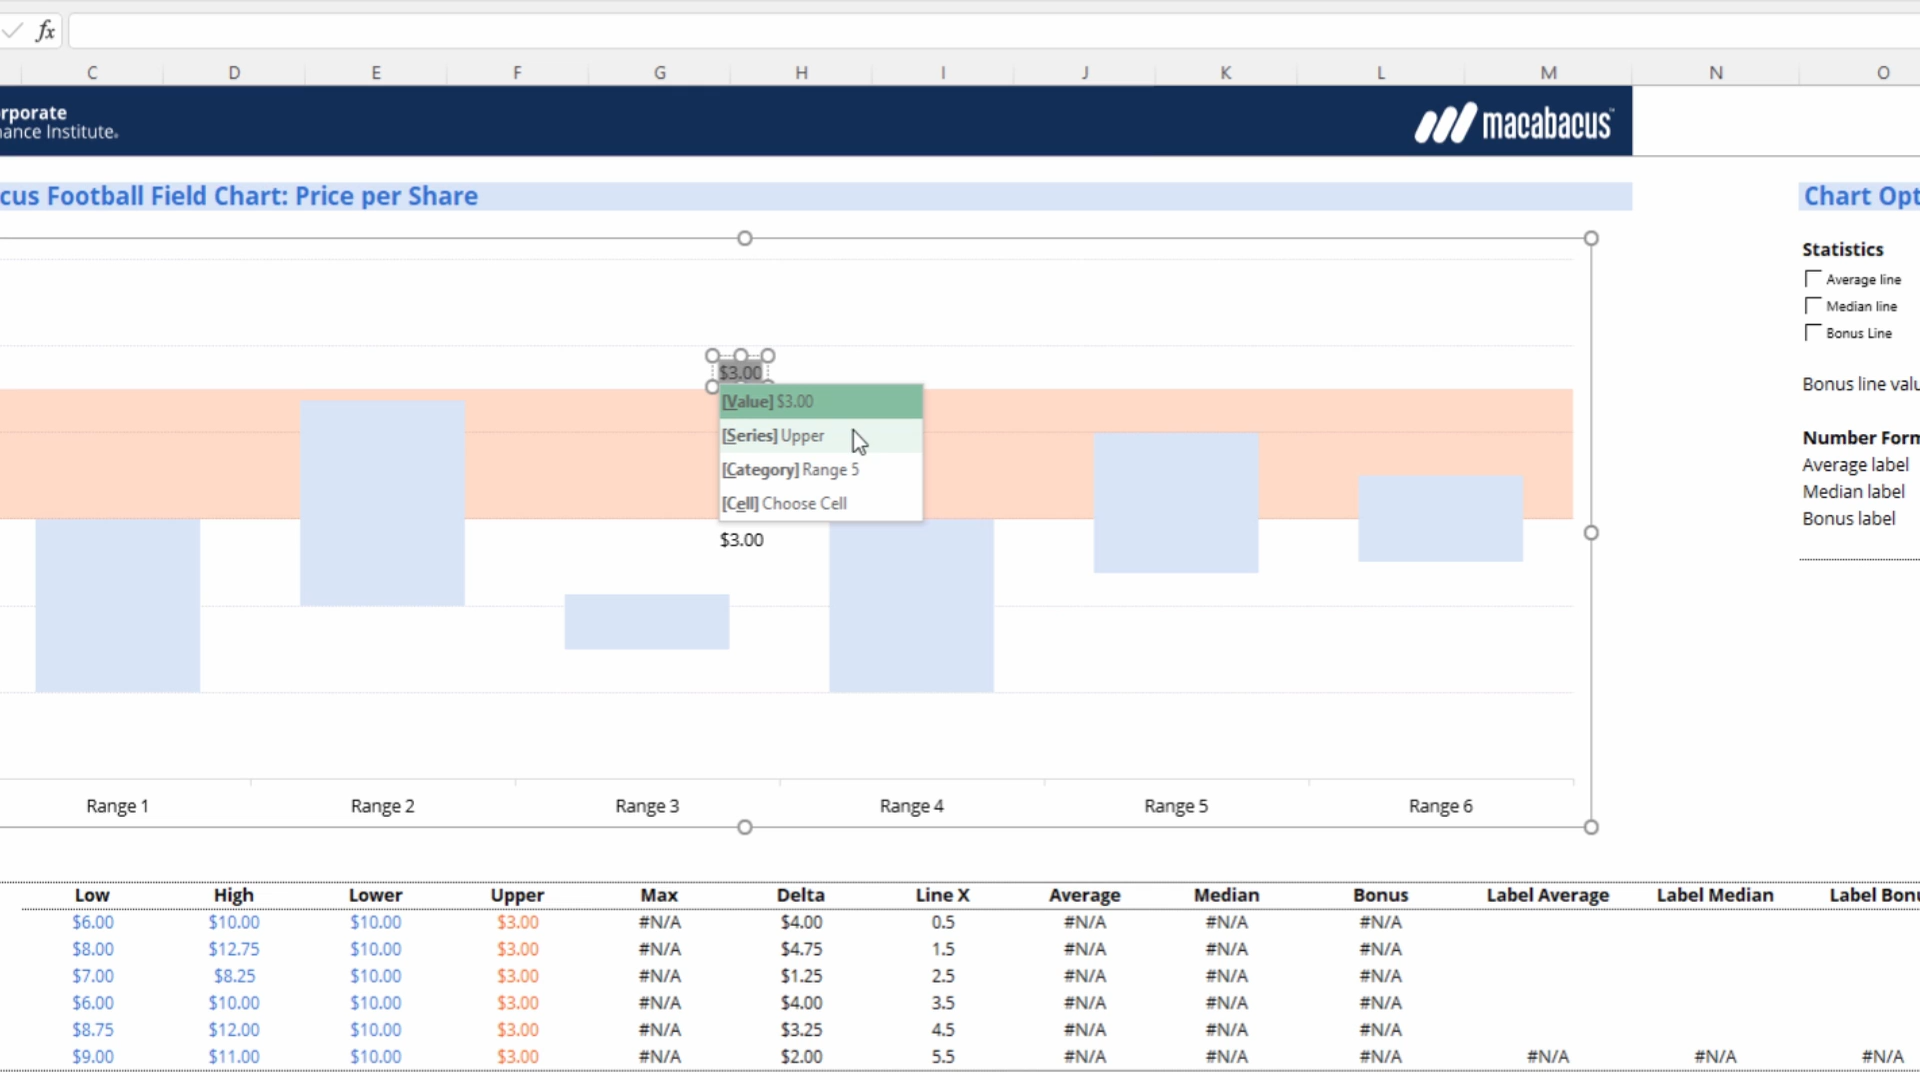 fx
C D E F G H I J K L M N O
rporate
nance Institute®
macabacus™
cus Football Field Chart: Price per Share
Chart Opt
Statistics
Average line
Median line
Bonus Line
Bonus line valu
Number Form
Average label
Median label
Bonus label
$3.00
[Value] $3.00
[Series] Upper
[Category] Range 5
[Cell] Choose Cell
$3.00
Range 1 Range 2 Range 3 Range 4 Range 5 Range 6
Low High Lower Upper Max Delta Line X Average Median Bonus Label Average Label Median Label Bonu
$6.00 $10.00 $10.00 $3.00 #N/A $4.00 0.5 #N/A #N/A #N/A
$8.00 $12.75 $10.00 $3.00 #N/A $4.75 1.5 #N/A #N/A #N/A
$7.00 $8.25 $10.00 $3.00 #N/A $1.25 2.5 #N/A #N/A #N/A
$6.00 $10.00 $10.00 $3.00 #N/A $4.00 3.5 #N/A #N/A #N/A
$8.75 $12.00 $10.00 $3.00 #N/A $3.25 4.5 #N/A #N/A #N/A
$9.00 $11.00 $10.00 $3.00 #N/A $2.00 5.5 #N/A #N/A #N/A #N/A #N/A #N/A